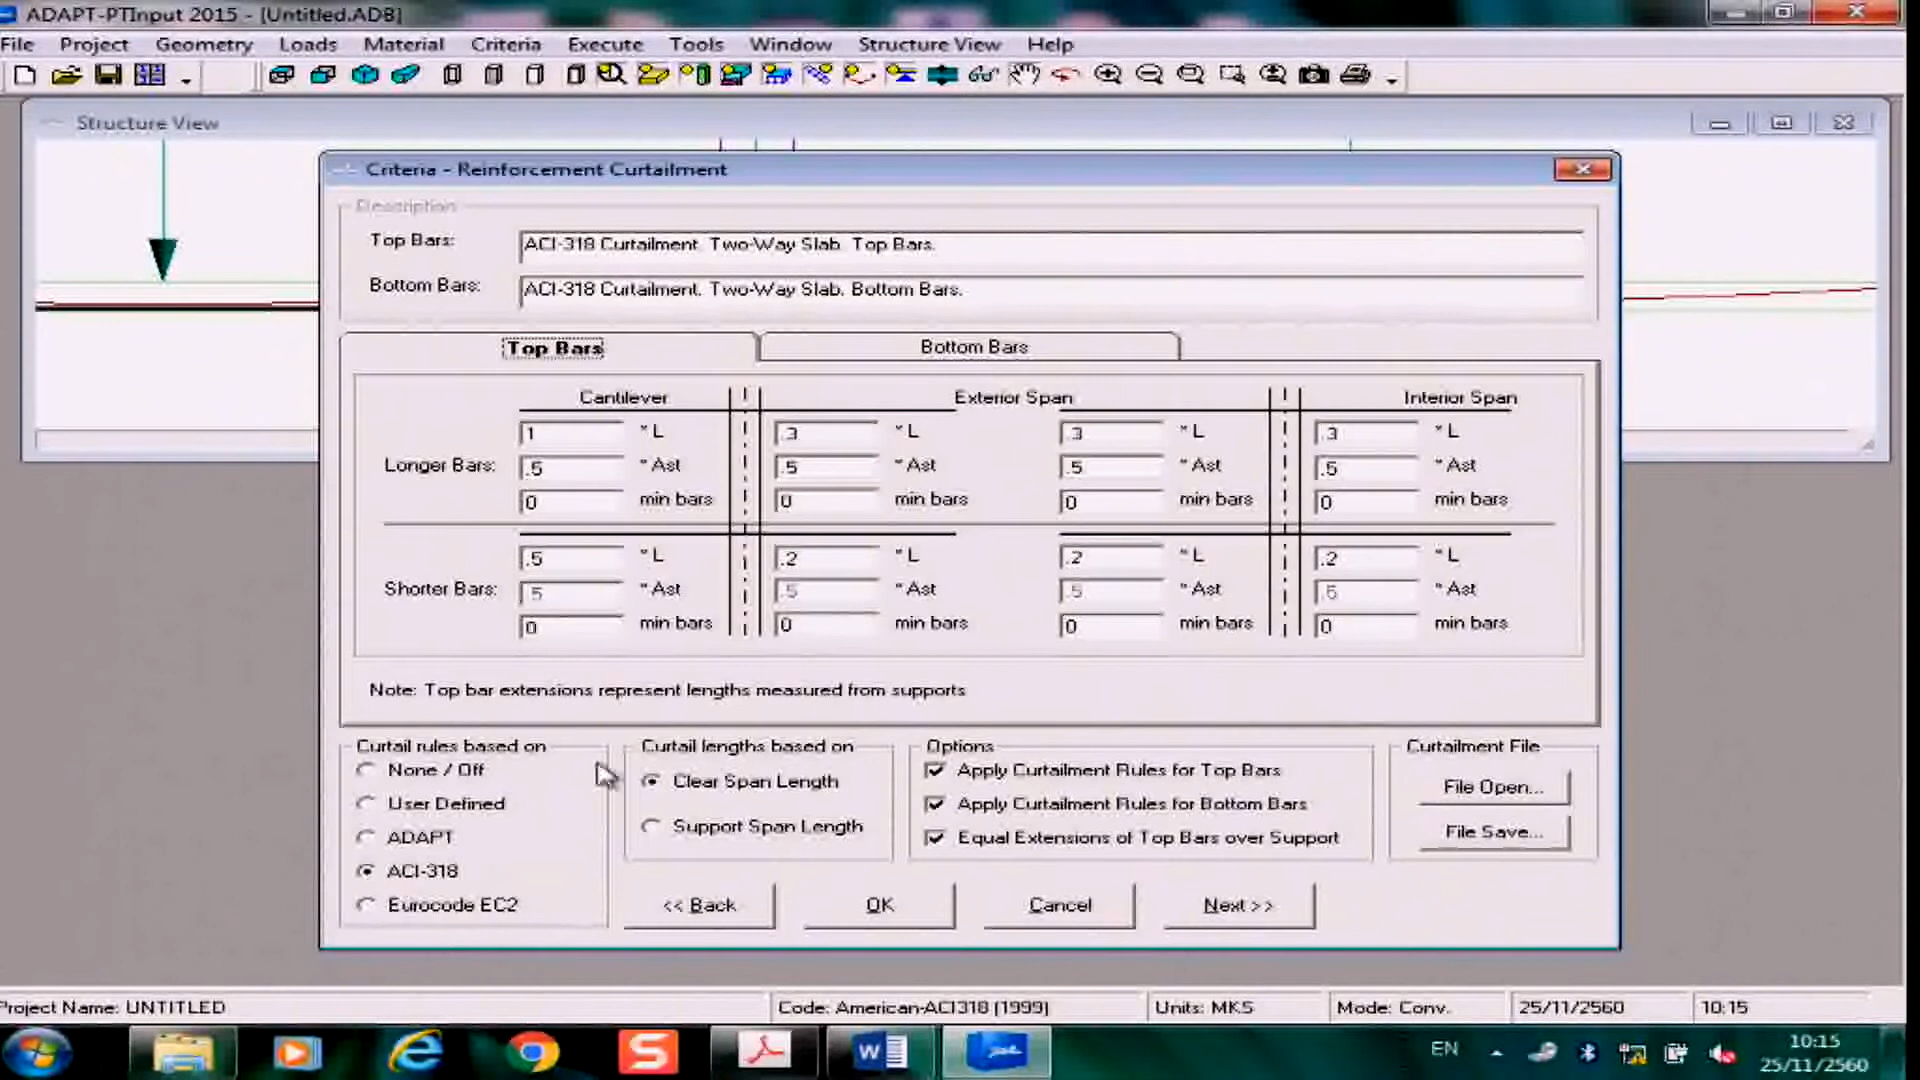 ADAPT-PTInput 2015 - [Untitled.ADB]
File Project Geometry Loads Material Criteria Execute Tools Window Structure View Help
Structure View
Criteria - Reinforcement Curtailment
Description
Top Bars: ACI-318 Curtailment. Two-Way Slab. Top Bars.
Bottom Bars: ACI-318 Curtailment. Two-Way Slab. Bottom Bars.
Top Bars Bottom Bars
Cantilever Exterior Span Interior Span
1 * L .3 * L .3 * L .3 * L
Longer Bars: .5 * Ast .5 * Ast .5 * Ast .5 * Ast
0 min bars 0 min bars 0 min bars 0 min bars
.5 * L .2 * L .2 * L .2 * L
Shorter Bars: .5 * Ast .5 * Ast .5 * Ast .5 * Ast
0 min bars 0 min bars 0 min bars 0 min bars
Note: Top bar extensions represent lengths measured from supports
Curtail rules based on
None / Off
User Defined
ADAPT
ACI-318
Eurocode EC2
Curtail lengths based on
Clear Span Length
Support Span Length
Options
Apply Curtailment Rules for Top Bars
Apply Curtailment Rules for Bottom Bars
Equal Extensions of Top Bars over Support
Curtailment File
File Open...
File Save...
<< Back OK Cancel Next >>
Project Name: UNTITLED Code: American-ACI318 (1999) Units: MKS Mode: Conv. 25/11/2560 10:15
EN 10:15
25/11/2560